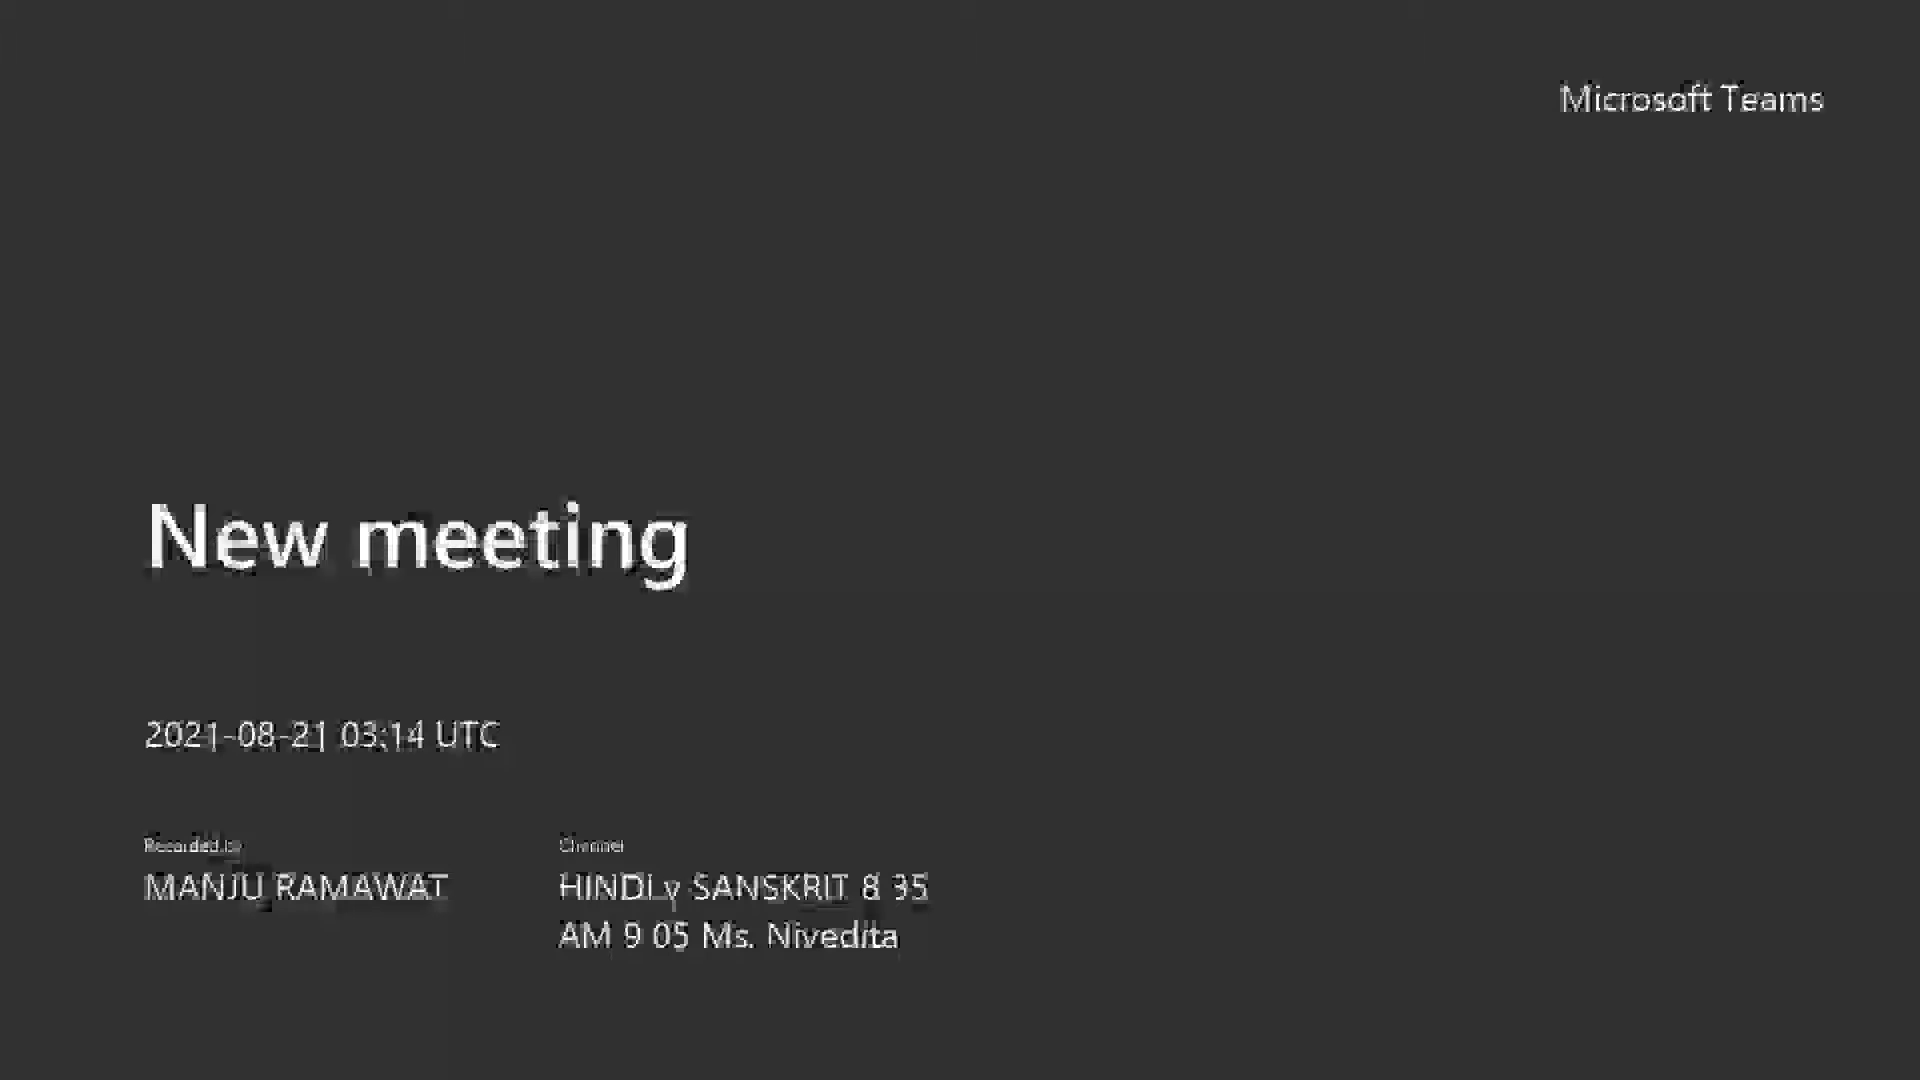 Microsoft Teams
New meeting
2021-08-21 03:14 UTC
Recorded by
Channel
MANJU RAMAWAT
HINDI,y SANSKRIT 8 35
AM 9 05 Ms. Nivedita